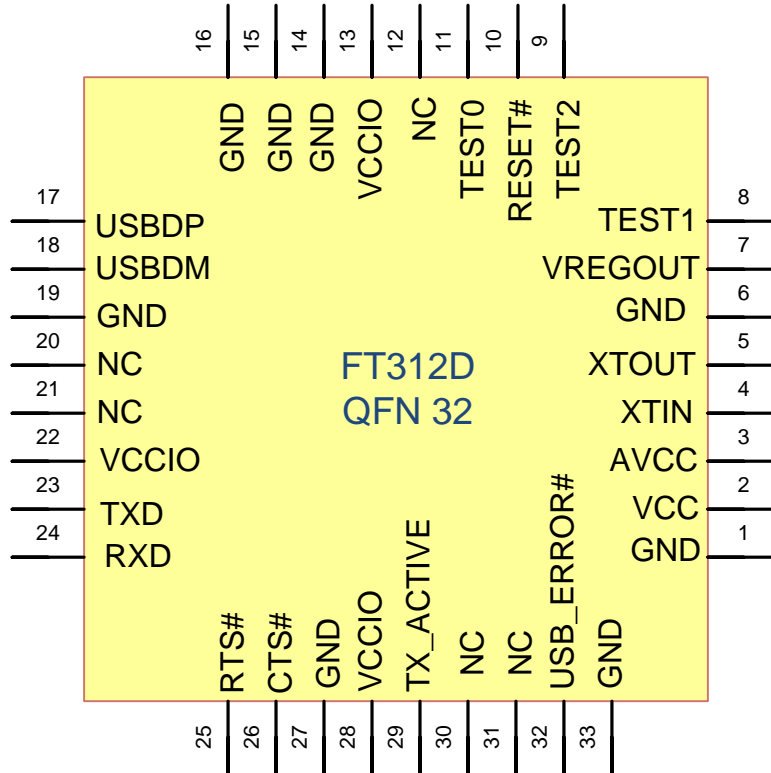 16 15 14 13 12 11 10 9
GND GND GND VCCIO NC TEST0 RESET# TEST2
17 USBDP
18 USBDM
19 GND
20 NC
21 NC
22 VCCIO
23 TXD
24 RXD
FT312D
QFN 32
TEST1 8
VREGOUT 7
GND 6
XTOUT 5
XTIN 4
AVCC 3
VCC 2
GND 1
RTS# CTS# GND VCCIO TX_ACTIVE NC NC USB_ERROR# GND
25 26 27 28 29 30 31 32 33